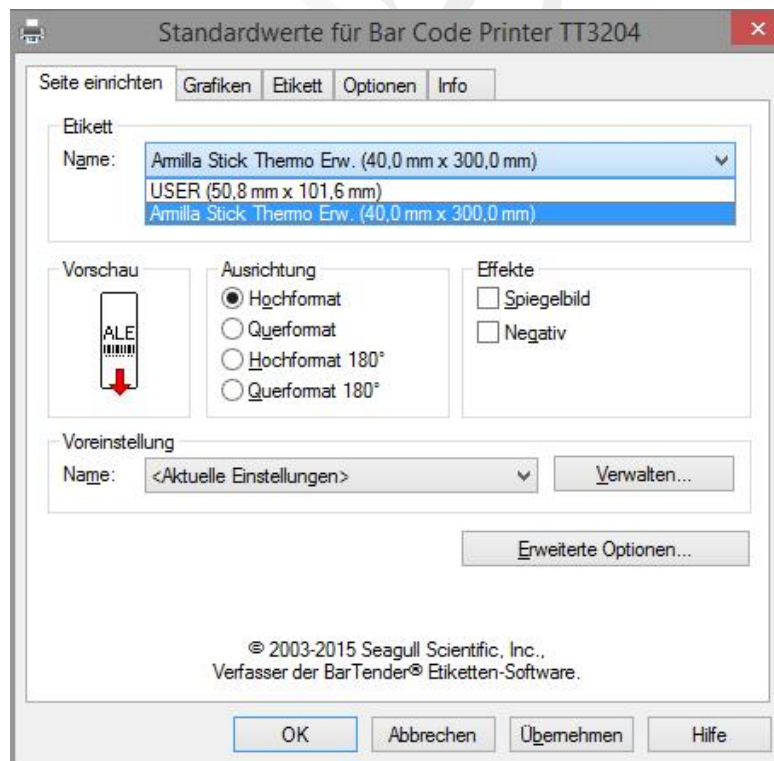 Standardwerte für Bar Code Printer TT3204
Seite einrichten Grafiken Etikett Optionen Info
Etikett
Name: Armilla Stick Thermo Erw. (40,0 mm x 300,0 mm)
USER (50,8 mm x 101,6 mm)
Armilla Stick Thermo Erw. (40,0 mm x 300,0 mm)
Vorschau
ALE
Ausrichtung
Hochformat
Querformat
Hochformat 180°
Querformat 180°
Effekte
Spiegelbild
Negativ
Voreinstellung
Name: <Aktuelle Einstellungen> Verwalten...
Erweiterte Optionen...
© 2003-2015 Seagull Scientific, Inc.,
Verfasser der BarTender® Etiketten-Software.
OK Abbrechen Übernehmen Hilfe